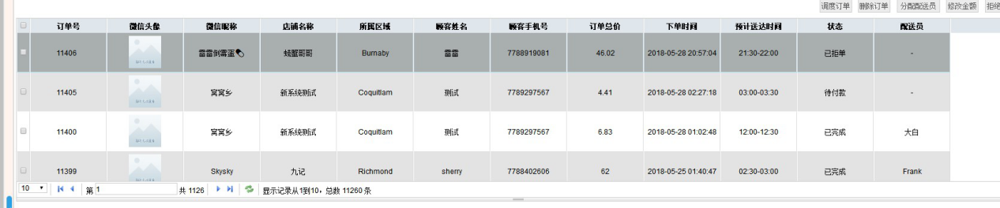 调度订单 删除订单 分配配送员 修改金额 拒绝
订单号 微信头像 微信昵称 店铺名称 所属区域 顾客姓名 顾客手机号 订单总价 下单时间 预计送达时间 状态 配送员
11406 雷雷倒霉蛋 螃蟹哥哥 Burnaby 雷雷 7788919081 46.02 2018-05-28 20:57:04 21:30-22:00 已拒单 -
11405 窝窝乡 新系统测试 Coquitlam 测试 7789297567 4.41 2018-05-28 02:27:18 03:00-03:30 待付款 -
11400 窝窝乡 新系统测试 Coquitlam 测试 7789297567 6.83 2018-05-28 01:02:48 12:00-12:30 已完成 大白
11399 Skysky 九记 Richmond sherry 7788402606 62 2018-05-25 01:40:47 02:30-03:00 已完成 Frank
10 第 1 共 1126 显示记录从1到10，总数 11260 条